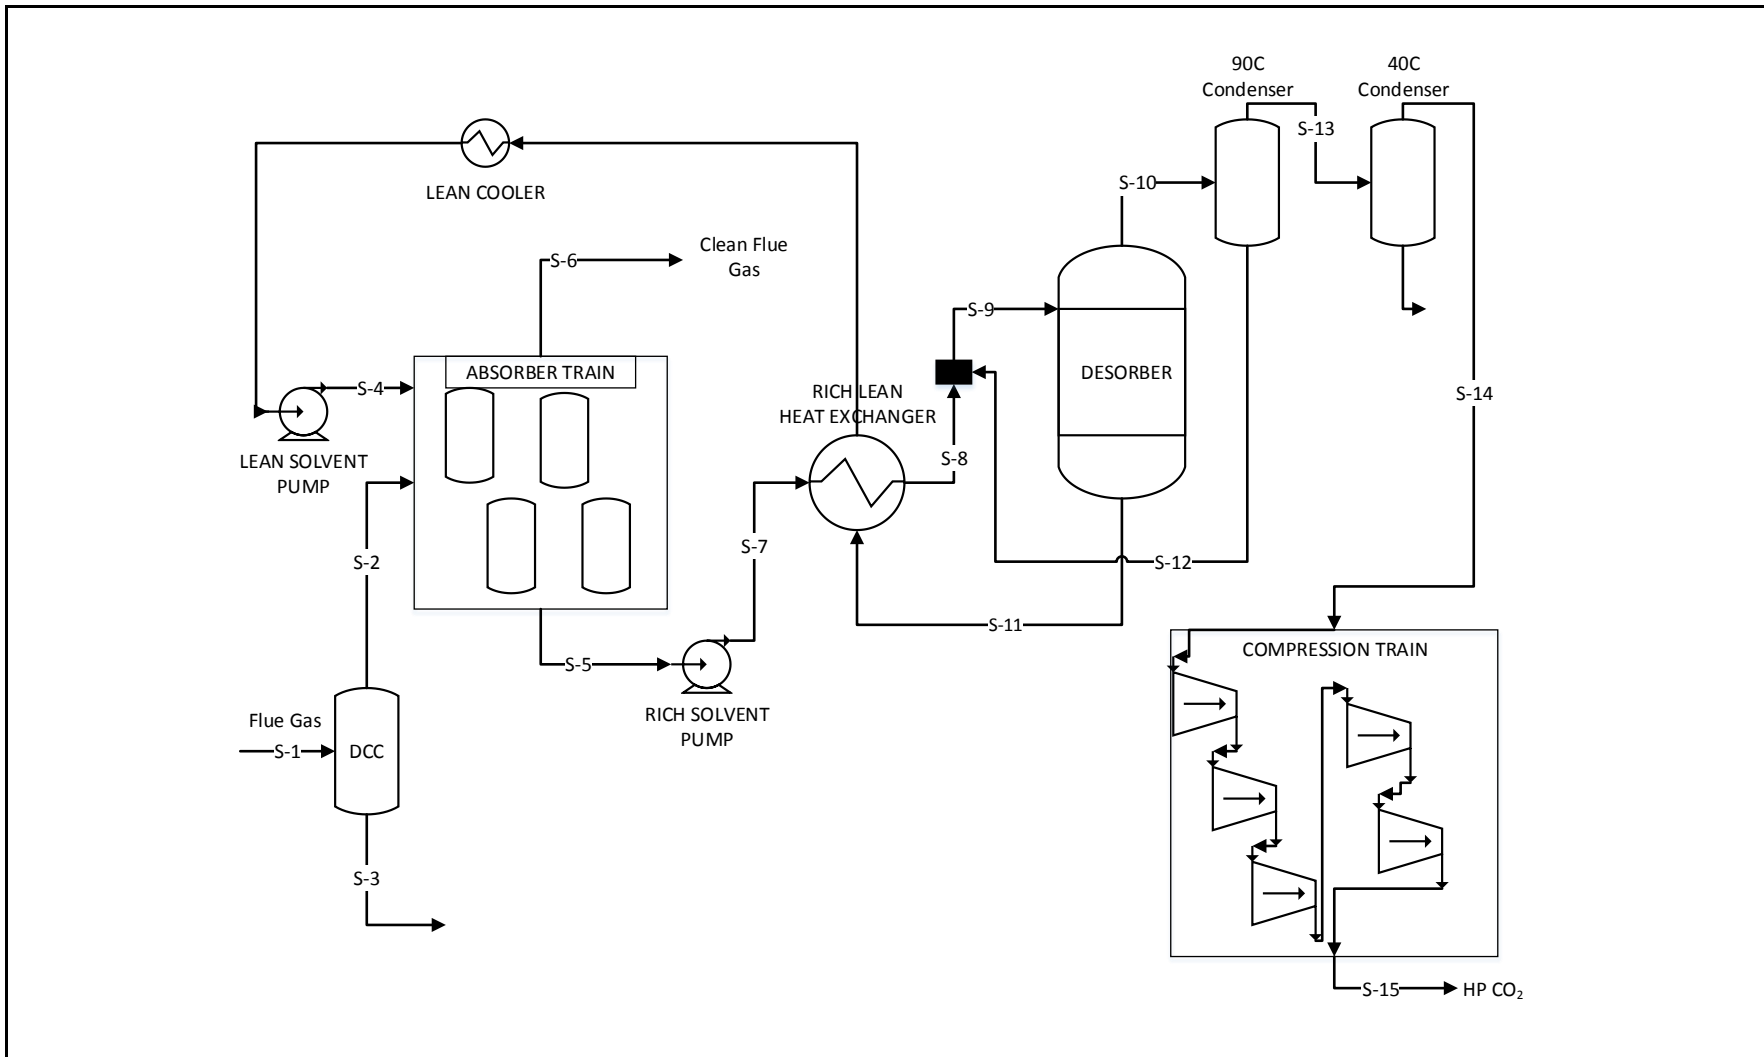 90C
Condenser
40C
Condenser
S-13
S-10
LEAN COOLER
Clean Flue
Gas
S-6
S-9
ABSORBER TRAIN
DESORBER
S-4
RICH LEAN
HEAT EXCHANGER
S-14
LEAN SOLVENT
PUMP
S-8
S-7
S-2
S-12
S-11
COMPRESSION TRAIN
S-5
RICH SOLVENT
PUMP
Flue Gas
S-1
DCC
S-3
S-15
HP CO₂